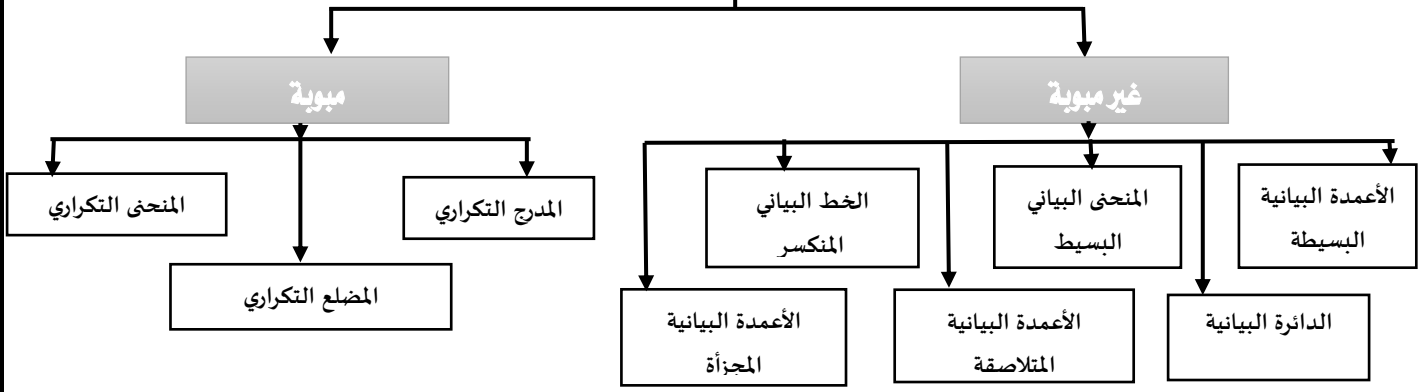 غير مبوبة
مبوبة
الأعمدة البيانية
البسيطة
المنحنى البياني
البسيط
الخط البياني
المنكسر
الدائرة البيانية
الأعمدة البيانية
المتلاصقة
الأعمدة البيانية
المجزأة
المدرج التكراري
المنحنى التكراري
المضلع التكراري